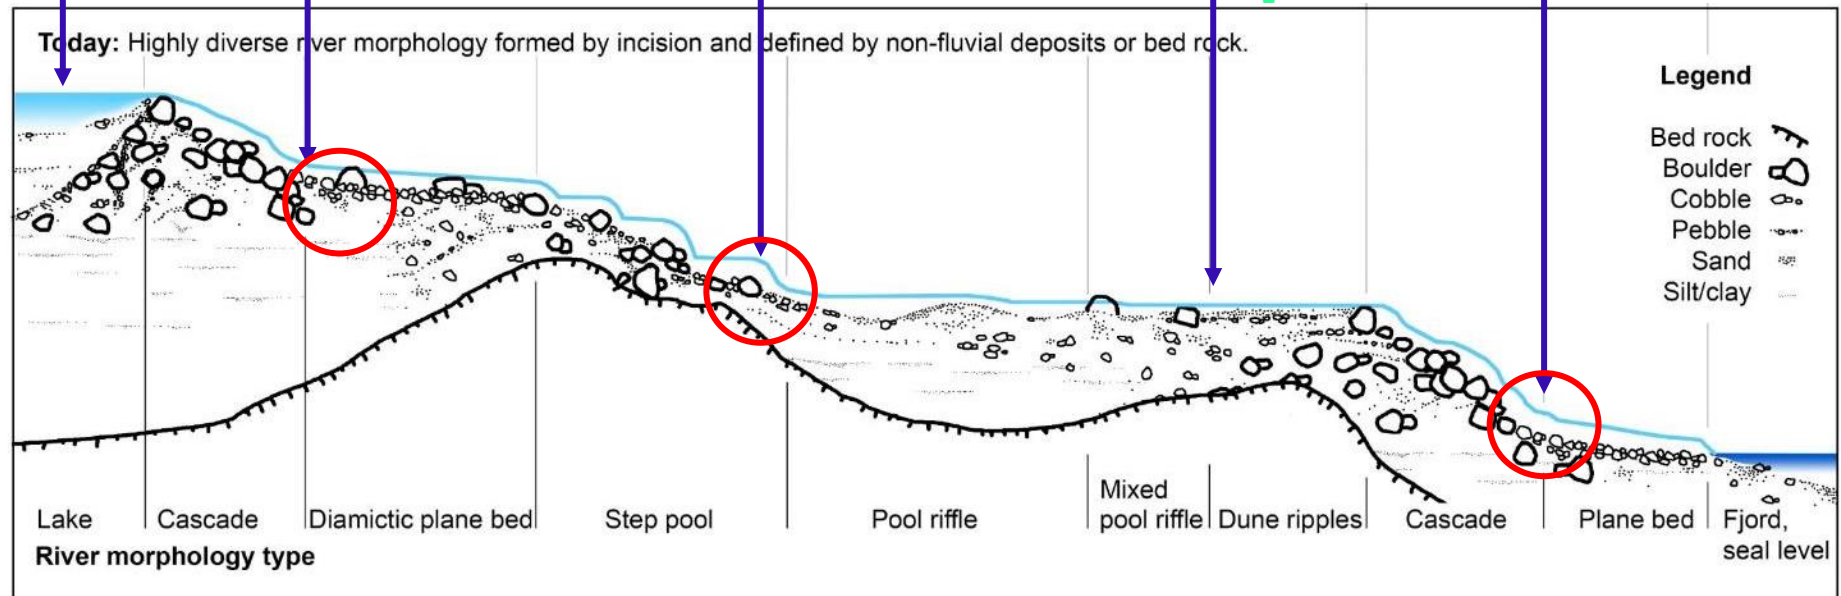 Today: Highly diverse river morphology formed by incision and defined by non-fluvial deposits or bed rock.
Legend
Bed rock
Boulder
Cobble
Pebble
Sand
Silt/clay
Lake
Cascade
Diamictic plane bed
Step pool
Pool riffle
Mixed
pool riffle
Dune ripples
Cascade
Plane bed
Fjord,
seal level
River morphology type